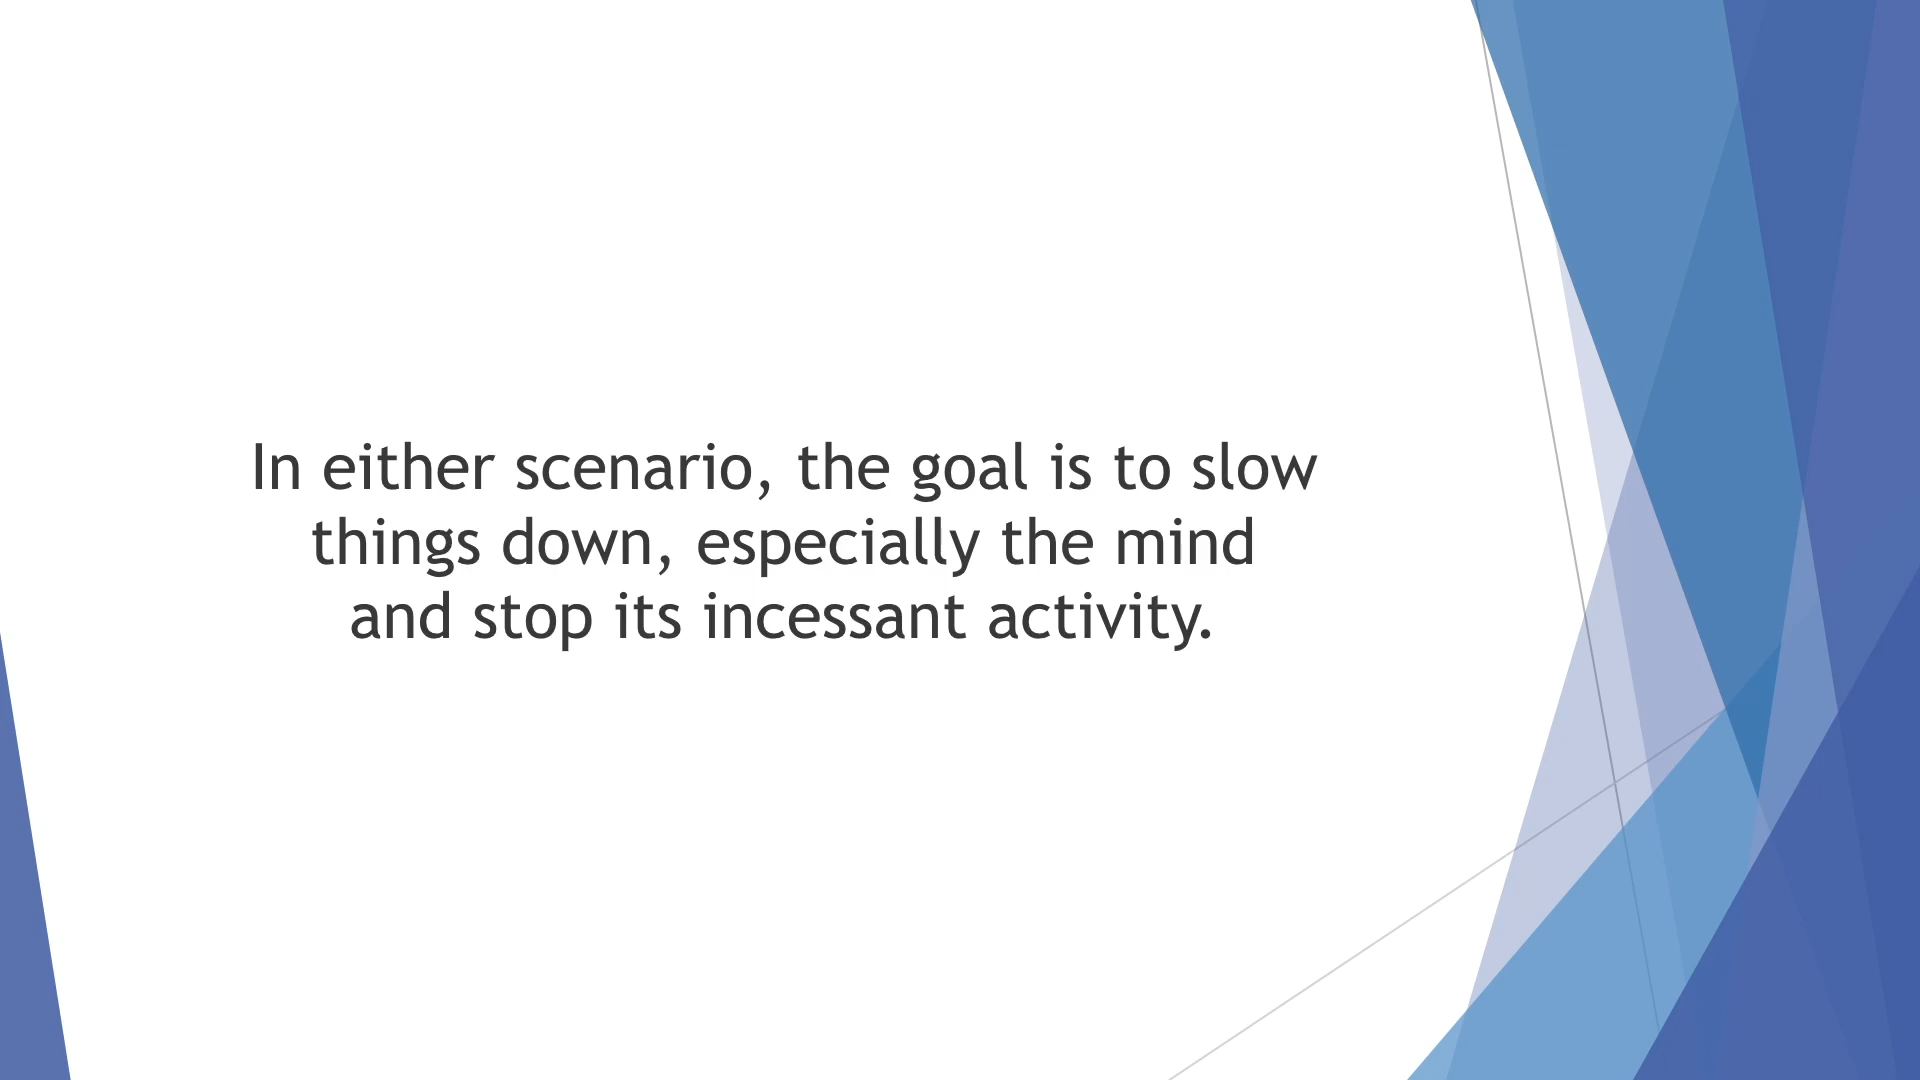 In either scenario, the goal is to slow
things down, especially the mind
and stop its incessant activity.